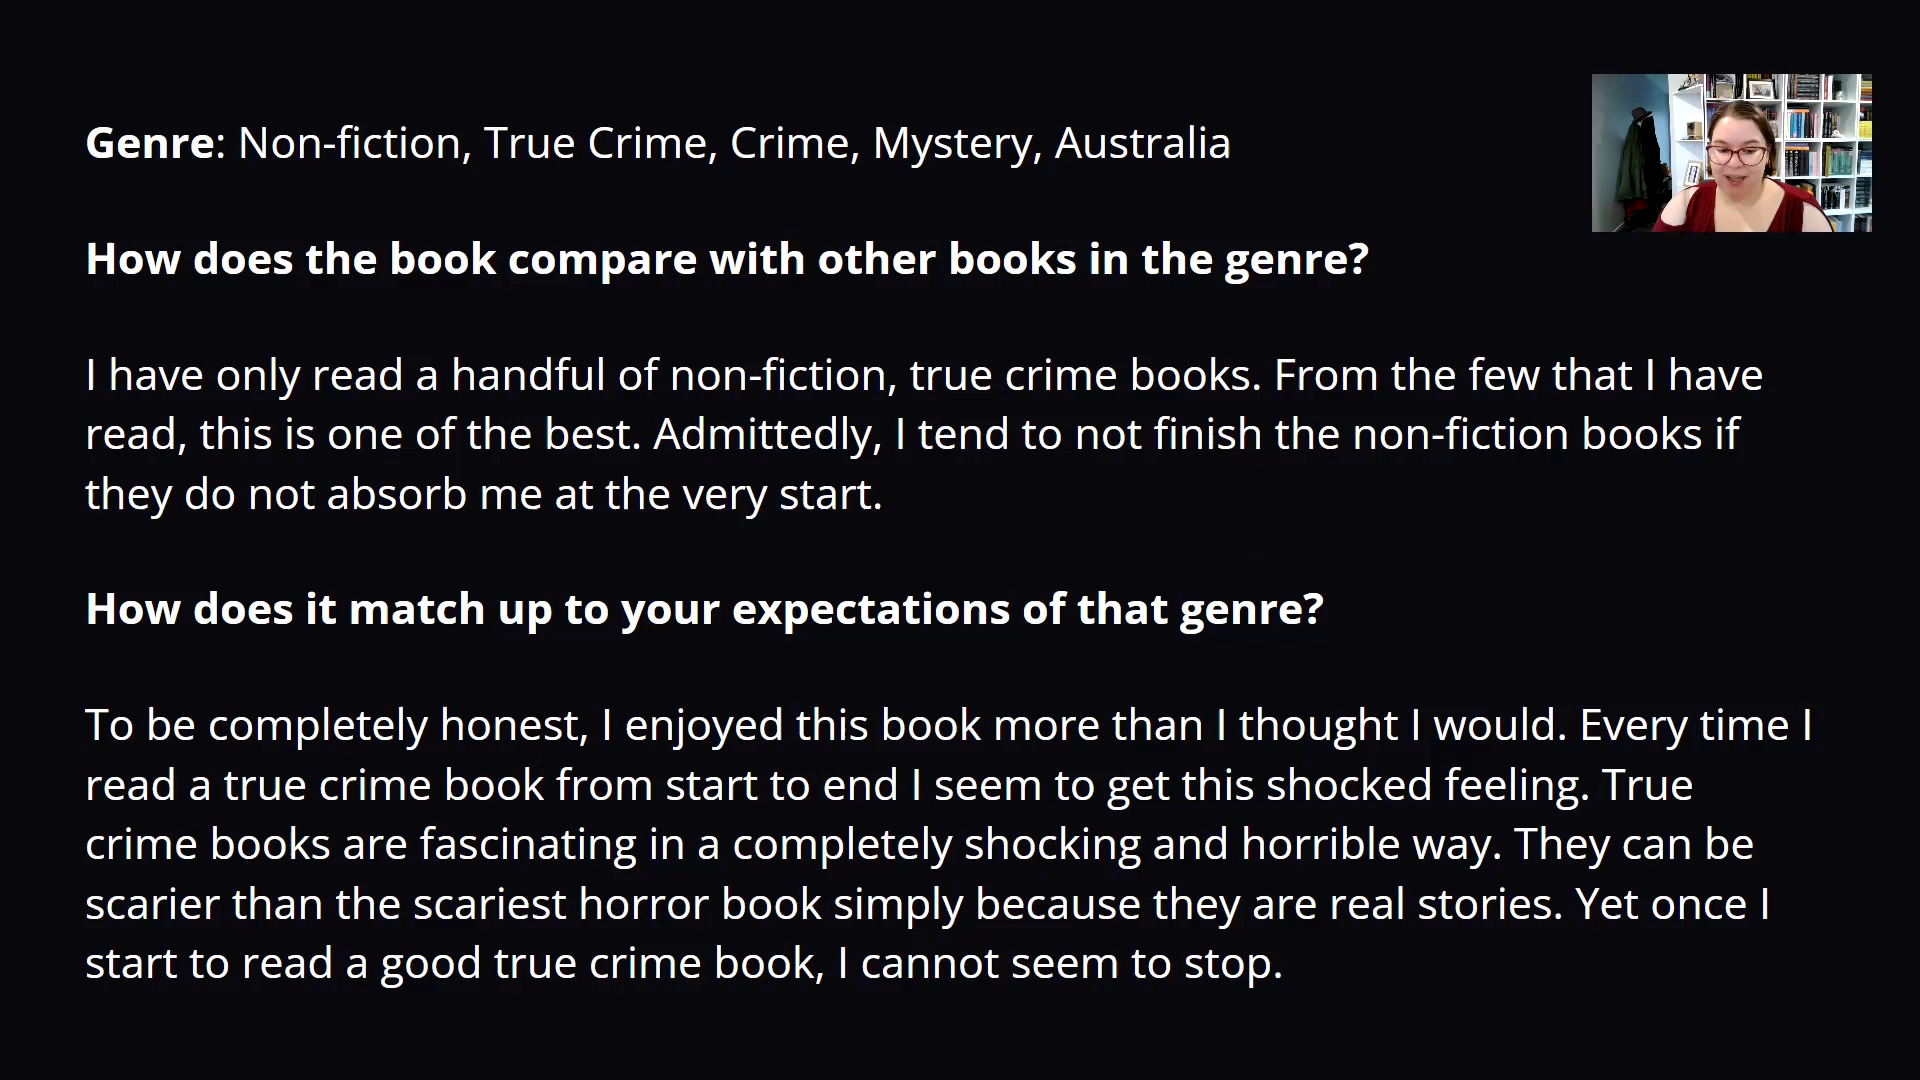 Genre: Non-fiction, True Crime, Crime, Mystery, Australia
How does the book compare with other books in the genre?
I have only read a handful of non-fiction, true crime books. From the few that I have
read, this is one of the best. Admittedly, I tend to not finish the non-fiction books if
they do not absorb me at the very start.
How does it match up to your expectations of that genre?
To be completely honest, I enjoyed this book more than I thought I would. Every time I
read a true crime book from start to end I seem to get this shocked feeling. True
crime books are fascinating in a completely shocking and horrible way. They can be
scarier than the scariest horror book simply because they are real stories. Yet once I
start to read a good true crime book, I cannot seem to stop.